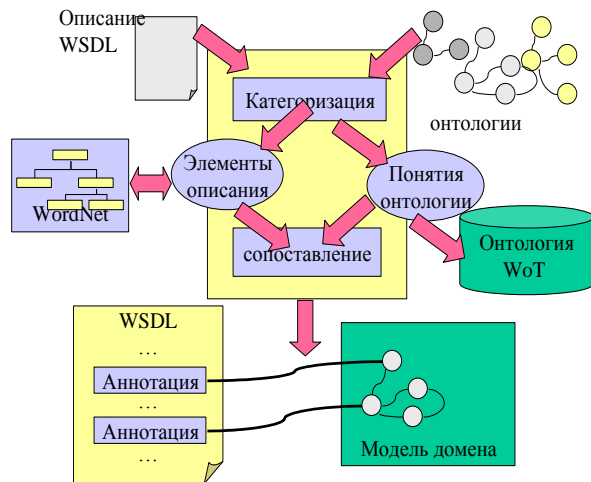 Описание
WSDL
Категоризация
онтологии
Элементы
описания
Понятия
онтологии
WordNet
сопоставление
Онтология
WoT
WSDL
…
Аннотация
…
Аннотация
…
Модель домена